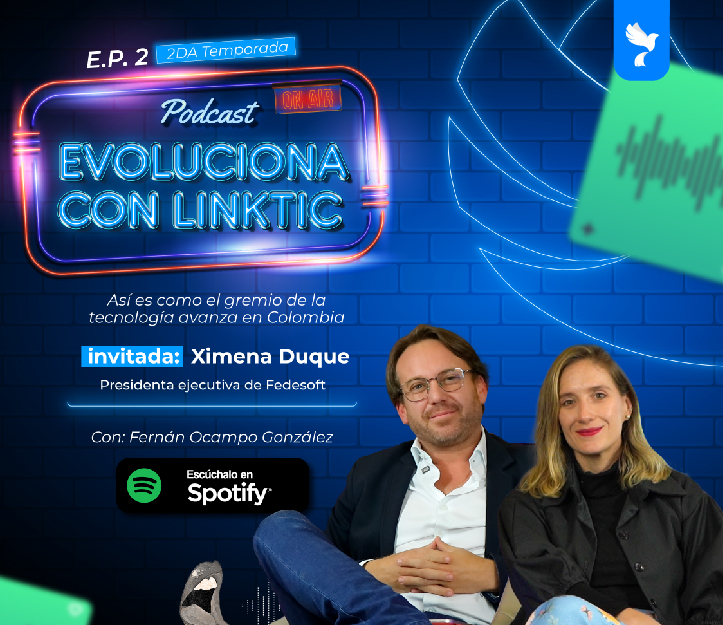 E.P. 2 2DA Temporada
Podcast ON AIR
EVOLUCIONA
CON LINKTIC
Así es como el gremio de la
tecnología avanza en Colombia
invitada: Ximena Duque
Presidenta ejecutiva de Fedesoft
Con: Fernán Ocampo González
Escúchalo en
Spotify